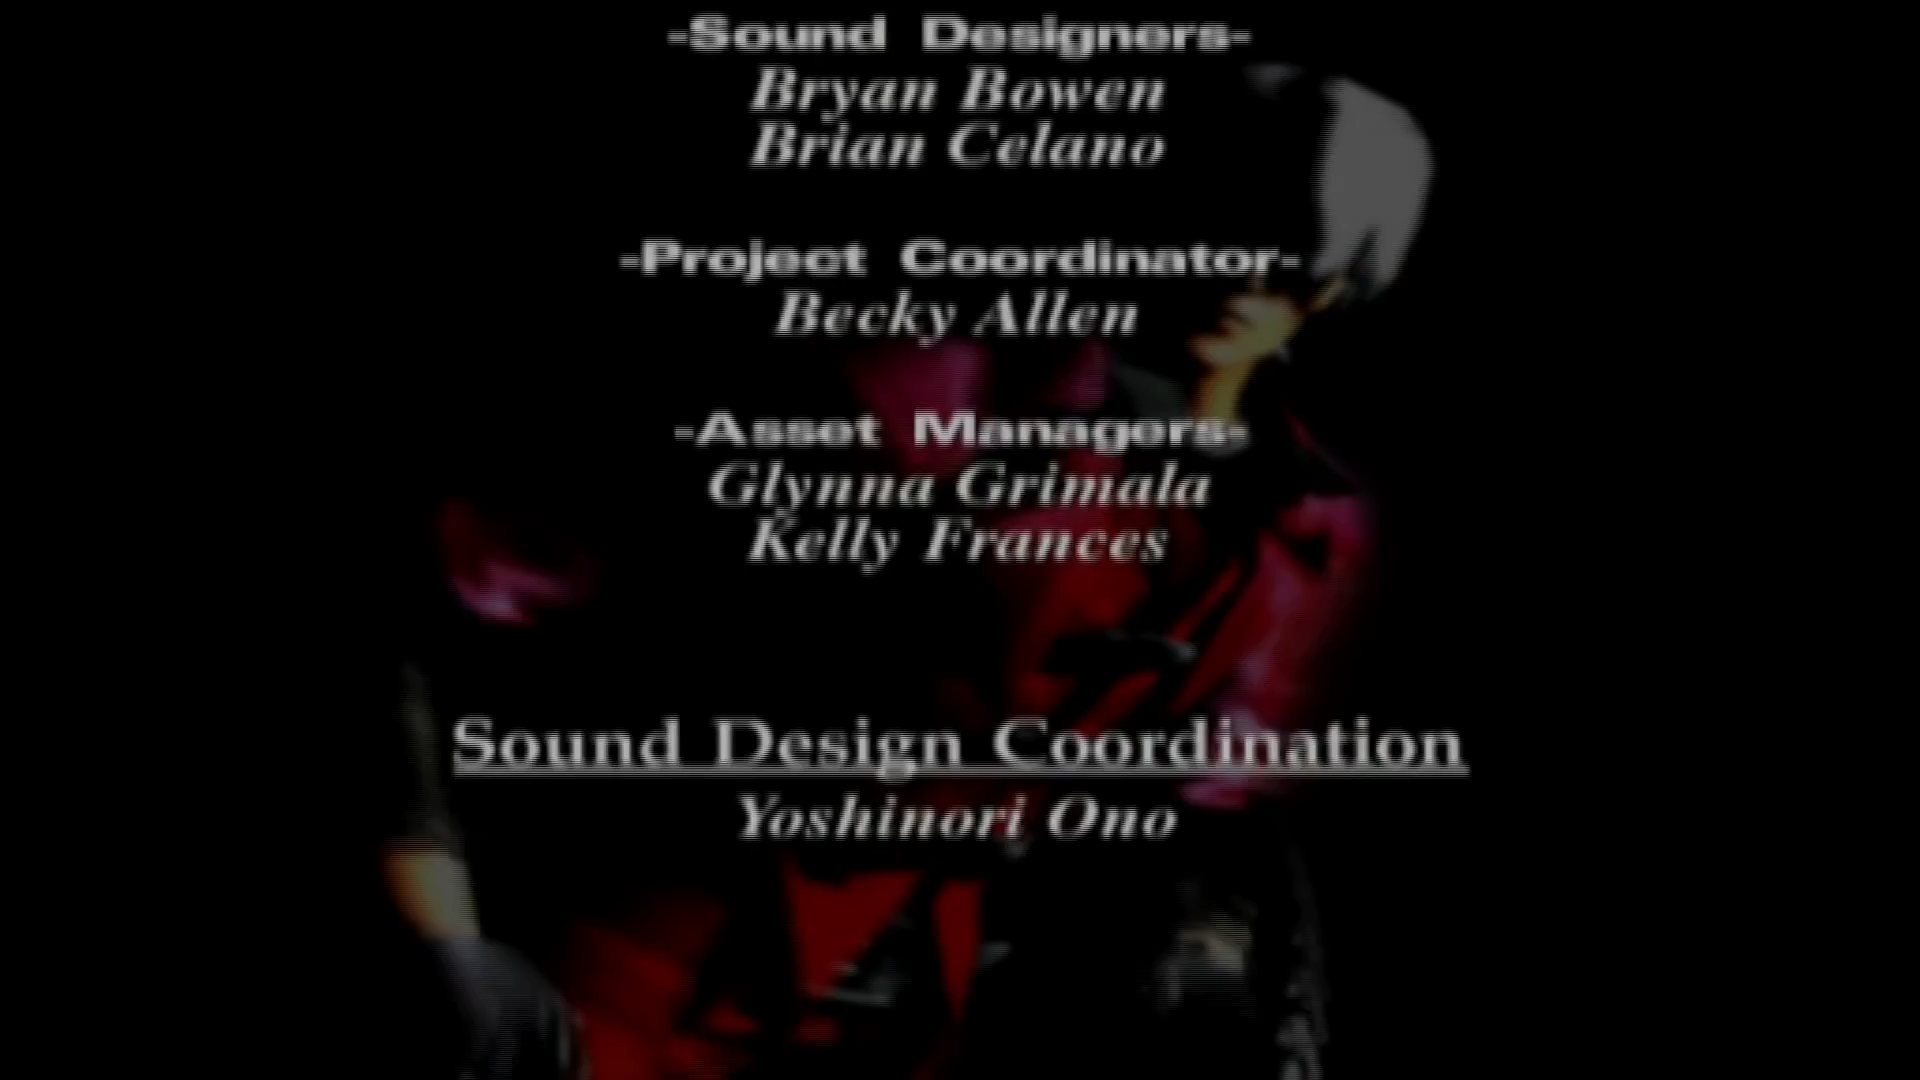 -Sound Designers-
Bryan Bowen
Brian Celano
-Project Coordinator-
Becky Allen
-Asset Managers-
Glynna Grimala
Kelly Frances
Sound Design Coordination
Yoshinori Ono